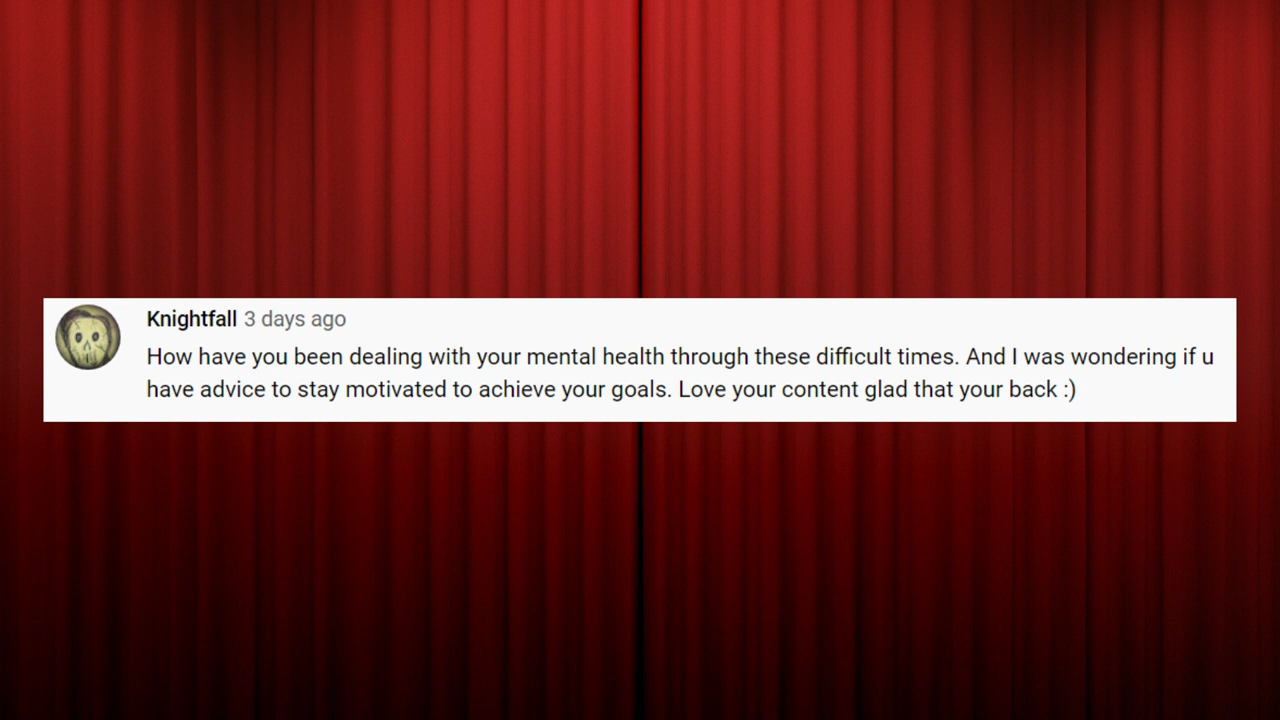 Knightfall 3 days ago
How have you been dealing with your mental health through these difficult times. And I was wondering if u
have advice to stay motivated to achieve your goals. Love your content glad that your back :)